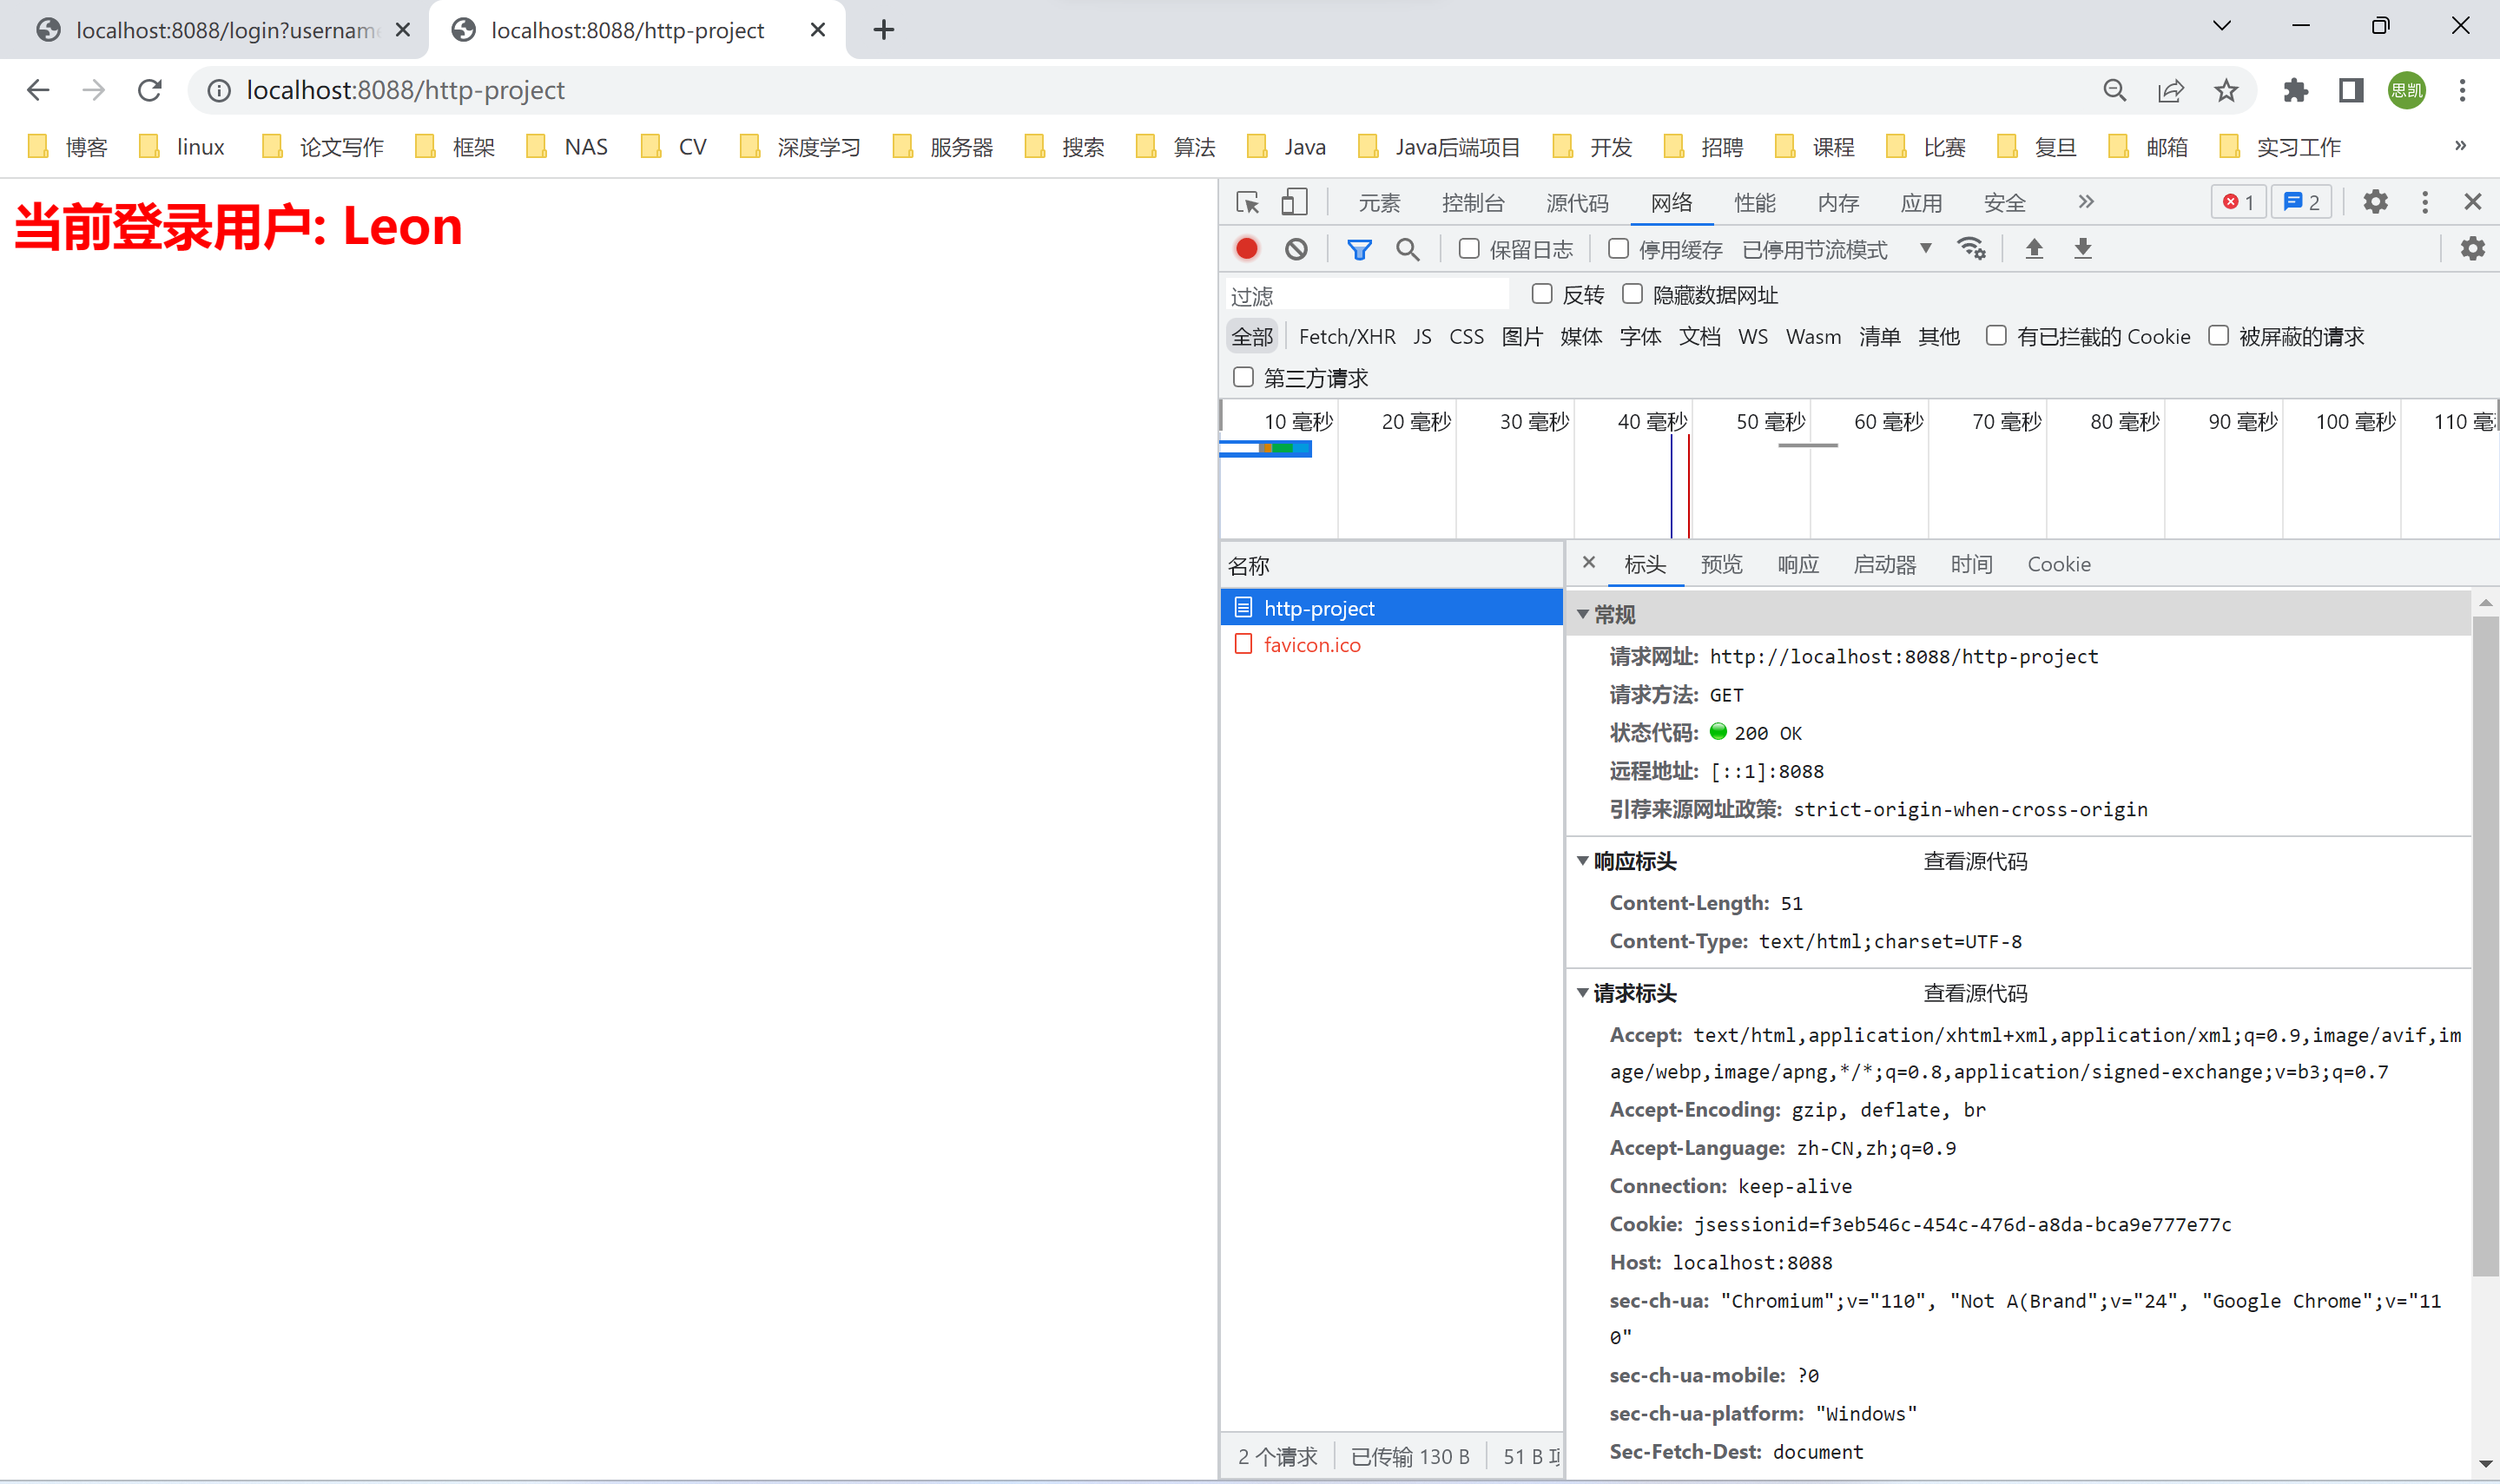 localhost:8088/login?username
localhost:8088/http-project
localhost:8088/http-project
思凯
博客 linux 论文写作 框架 NAS CV 深度学习 服务器 搜索 算法 Java Java后端项目 开发 招聘 课程 比赛 复旦 邮箱 实习工作 »
当前登录用户: Leon
元素 控制台 源代码 网络 性能 内存 应用 安全 » 1 2
保留日志 停用缓存 已停用节流模式
过滤 反转 隐藏数据网址
全部 Fetch/XHR JS CSS 图片 媒体 字体 文档 WS Wasm 清单 其他 有已拦截的 Cookie 被屏蔽的请求
第三方请求
10 毫秒 20 毫秒 30 毫秒 40 毫秒 50 毫秒 60 毫秒 70 毫秒 80 毫秒 90 毫秒 100 毫秒 110 毫
名称
http-project
favicon.ico
标头 预览 响应 启动器 时间 Cookie
常规
请求网址: http://localhost:8088/http-project
请求方法: GET
状态代码: 200 OK
远程地址: [::1]:8088
引荐来源网址政策: strict-origin-when-cross-origin
响应标头 查看源代码
Content-Length: 51
Content-Type: text/html;charset=UTF-8
请求标头 查看源代码
Accept: text/html,application/xhtml+xml,application/xml;q=0.9,image/avif,im
age/webp,image/apng,*/*;q=0.8,application/signed-exchange;v=b3;q=0.7
Accept-Encoding: gzip, deflate, br
Accept-Language: zh-CN,zh;q=0.9
Connection: keep-alive
Cookie: jsessionid=f3eb546c-454c-476d-a8da-bca9e777e77c
Host: localhost:8088
sec-ch-ua: "Chromium";v="110", "Not A(Brand";v="24", "Google Chrome";v="11
0"
sec-ch-ua-mobile: ?0
sec-ch-ua-platform: "Windows"
Sec-Fetch-Dest: document
2 个请求 已传输 130 B 51 B